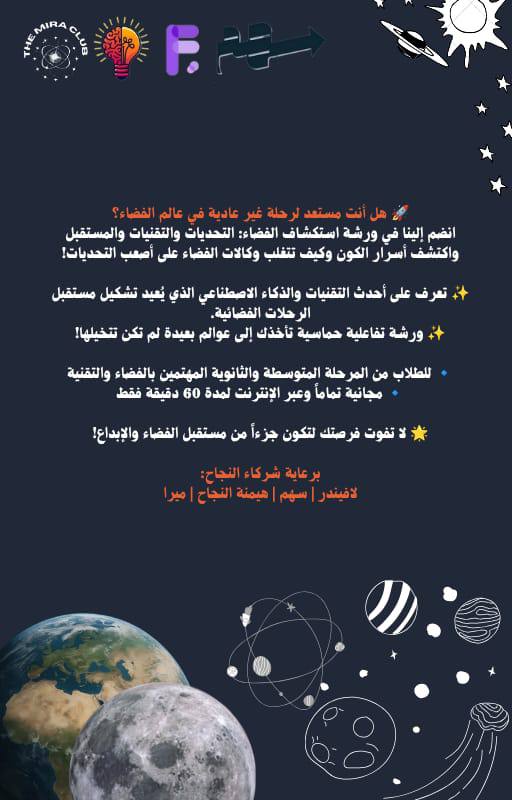 THE MIRA CLUB
سهم
🚀 هل أنت مستعد لرحلة غير عادية في عالم الفضاء؟
انضم إلينا في ورشة استكشاف الفضاء: التحديات والتقنيات والمستقبل
واكتشف أسرار الكون وكيف تتغلب وكالات الفضاء على أصعب التحديات!
✨ تعرف على أحدث التقنيات والذكاء الاصطناعي الذي يُعيد تشكيل مستقبل
الرحلات الفضائية.
✨ ورشة تفاعلية حماسية تأخذك إلى عوالم بعيدة لم تكن تتخيلها!
🔹 للطلاب من المرحلة المتوسطة والثانوية المهتمين بالفضاء والتقنية
🔹 مجانية تماماً وعبر الإنترنت لمدة 60 دقيقة فقط
🌟 لا تفوت فرصتك لتكون جزءاً من مستقبل الفضاء والإبداع!
برعاية شركاء النجاح:
لافيندر | سهم | هيمنة النجاح | ميرا